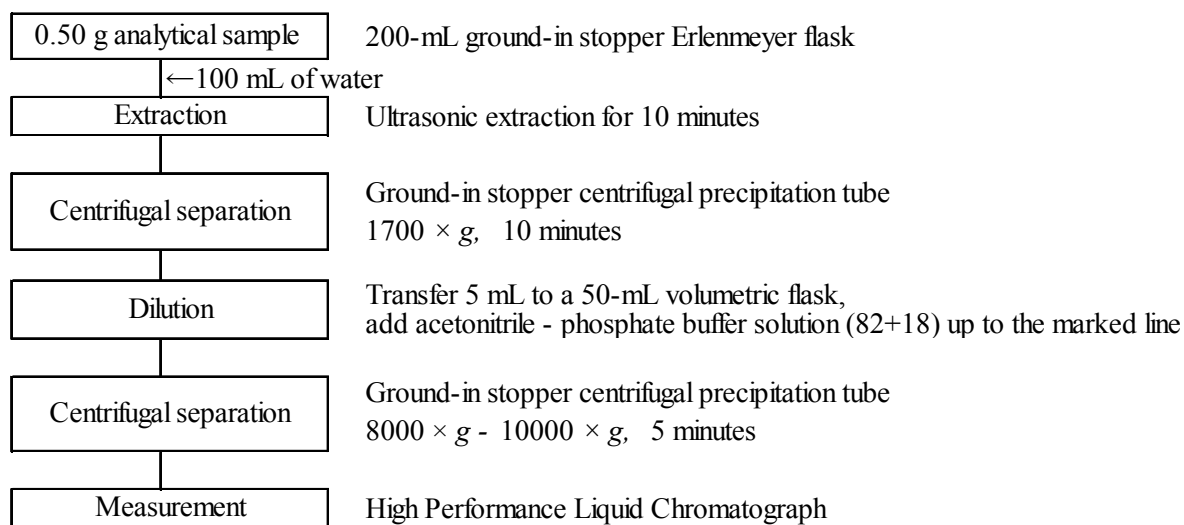 0.50 g analytical sample 200-mL ground-in stopper Erlenmeyer flask
←100 mL of water
Extraction Ultrasonic extraction for 10 minutes
Centrifugal separation
Ground-in stopper centrifugal precipitation tube
1700 × g, 10 minutes
Dilution
Transfer 5 mL to a 50-mL volumetric flask,
add acetonitrile - phosphate buffer solution (82+18) up to the marked line
Centrifugal separation
Ground-in stopper centrifugal precipitation tube
8000 × g - 10000 × g, 5 minutes
Measurement High Performance Liquid Chromatograph